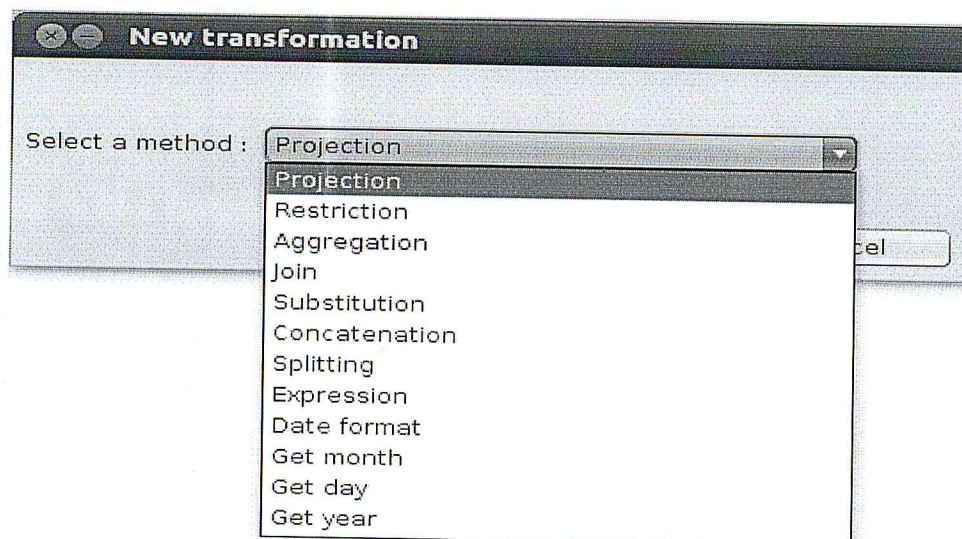 New transformation
Select a method : Projection
Projection
Restriction
Aggregation
Join
Substitution
Concatenation
Splitting
Expression
Date format
Get month
Get day
Get year
cel